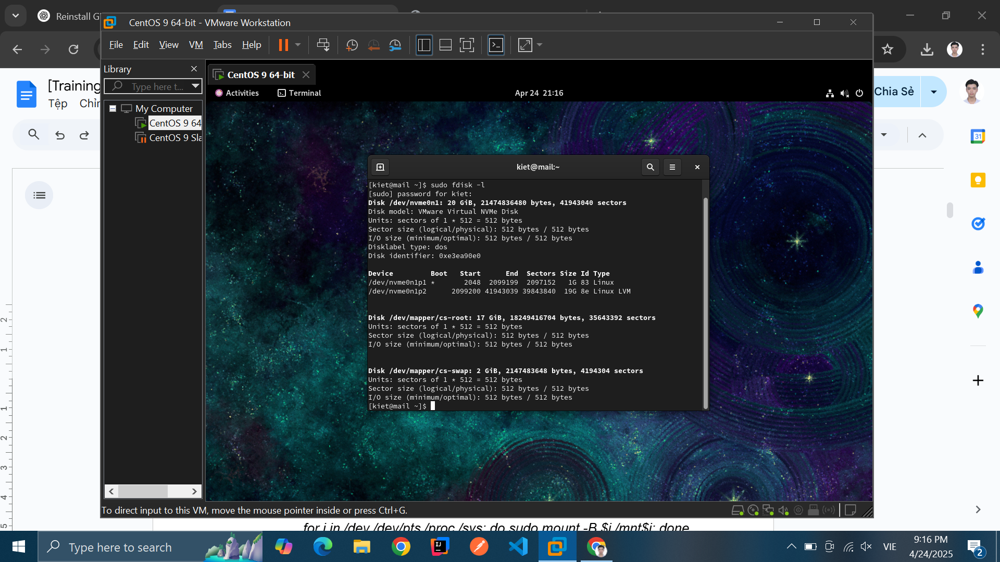 Reinstall G
CentOS 9 64-bit - VMware Workstation
File Edit View VM Tabs Help
Library
Type here t...
My Computer
CentOS 9 64
CentOS 9 Sla
CentOS 9 64-bit
Activities Terminal Apr 24 21:16
[Training
Tệp Chỉn
Chia Sẻ
31
kiet@mail:~
[kiet@mail ~]$ sudo fdisk -l
[sudo] password for kiet:
Disk /dev/nvme0n1: 20 GiB, 21474836480 bytes, 41943040 sectors
Disk model: VMware Virtual NVMe Disk
Units: sectors of 1 * 512 = 512 bytes
Sector size (logical/physical): 512 bytes / 512 bytes
I/O size (minimum/optimal): 512 bytes / 512 bytes
Disklabel type: dos
Disk identifier: 0xe3ea90e0
Device Boot Start End Sectors Size Id Type
/dev/nvme0n1p1 * 2048 2099199 2097152 1G 83 Linux
/dev/nvme0n1p2 2099200 41943039 39843840 19G 8e Linux LVM
Disk /dev/mapper/cs-root: 17 GiB, 18249416704 bytes, 35643392 sectors
Units: sectors of 1 * 512 = 512 bytes
Sector size (logical/physical): 512 bytes / 512 bytes
I/O size (minimum/optimal): 512 bytes / 512 bytes
Disk /dev/mapper/cs-swap: 2 GiB, 2147483648 bytes, 4194304 sectors
Units: sectors of 1 * 512 = 512 bytes
Sector size (logical/physical): 512 bytes / 512 bytes
I/O size (minimum/optimal): 512 bytes / 512 bytes
[kiet@mail ~]$
2
1
1
2
3
4
5
To direct input to this VM, move the mouse pointer inside or press Ctrl+G.
for i in /dev /dev/pts /proc /sys; do sudo mount -B $i /mnt$i; done
Type here to search
VIE
9:16 PM
4/24/2025
2